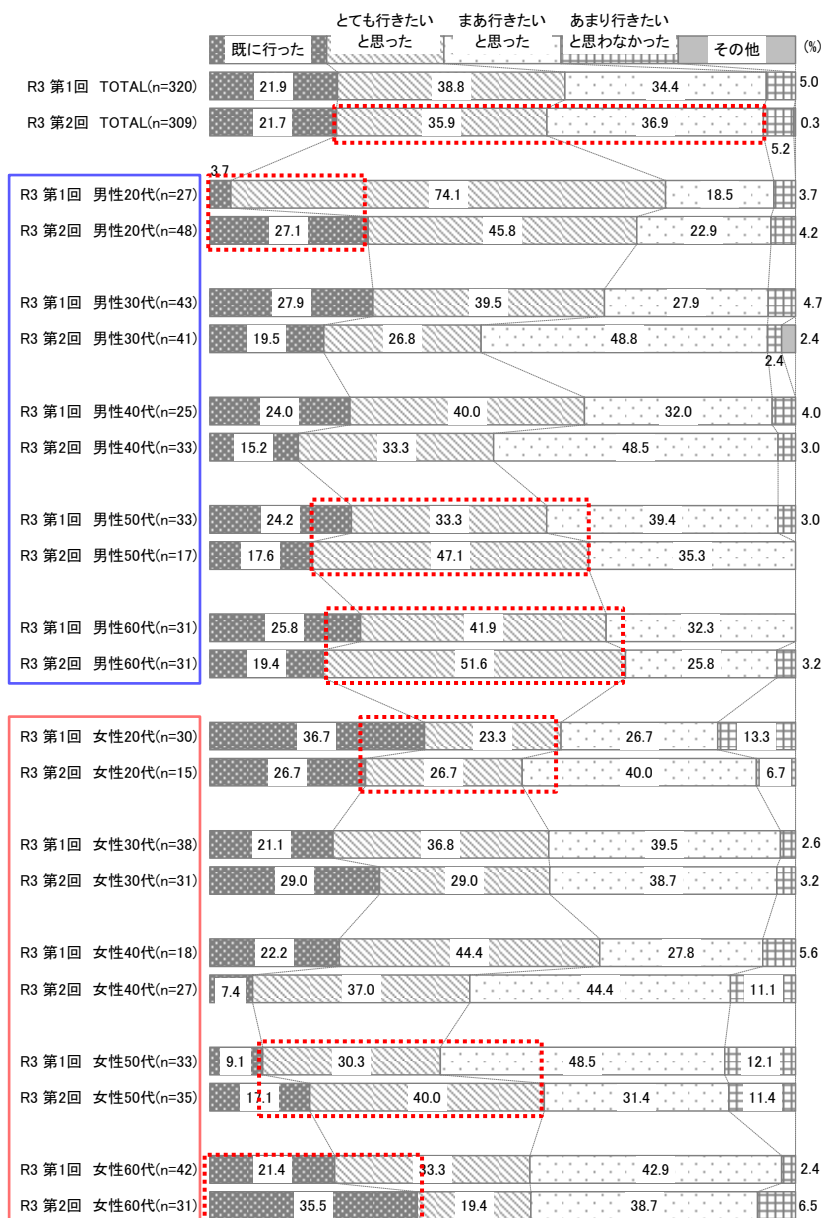 とても行きたい まあ行きたい あまり行きたい
既に行った と思った と思った と思わなかった その他 (%)
R3 第1回 TOTAL(n=320) 21.9 38.8 34.4 5.0
R3 第2回 TOTAL(n=309) 21.7 35.9 36.9 5.2 0.3
R3 第1回 男性20代(n=27) 3.7 74.1 18.5 3.7
R3 第2回 男性20代(n=48) 27.1 45.8 22.9 4.2
R3 第1回 男性30代(n=43) 27.9 39.5 27.9 4.7
R3 第2回 男性30代(n=41) 19.5 26.8 48.8 2.4 2.4
R3 第1回 男性40代(n=25) 24.0 40.0 32.0 4.0
R3 第2回 男性40代(n=33) 15.2 33.3 48.5 3.0
R3 第1回 男性50代(n=33) 24.2 33.3 39.4 3.0
R3 第2回 男性50代(n=17) 17.6 47.1 35.3
R3 第1回 男性60代(n=31) 25.8 41.9 32.3
R3 第2回 男性60代(n=31) 19.4 51.6 25.8 3.2
R3 第1回 女性20代(n=30) 36.7 23.3 26.7 13.3
R3 第2回 女性20代(n=15) 26.7 26.7 40.0 6.7
R3 第1回 女性30代(n=38) 21.1 36.8 39.5 2.6
R3 第2回 女性30代(n=31) 29.0 29.0 38.7 3.2
R3 第1回 女性40代(n=18) 22.2 44.4 27.8 5.6
R3 第2回 女性40代(n=27) 7.4 37.0 44.4 11.1
R3 第1回 女性50代(n=33) 9.1 30.3 48.5 12.1
R3 第2回 女性50代(n=35) 17.1 40.0 31.4 11.4
R3 第1回 女性60代(n=42) 21.4 33.3 42.9 2.4
R3 第2回 女性60代(n=31) 35.5 19.4 38.7 6.5